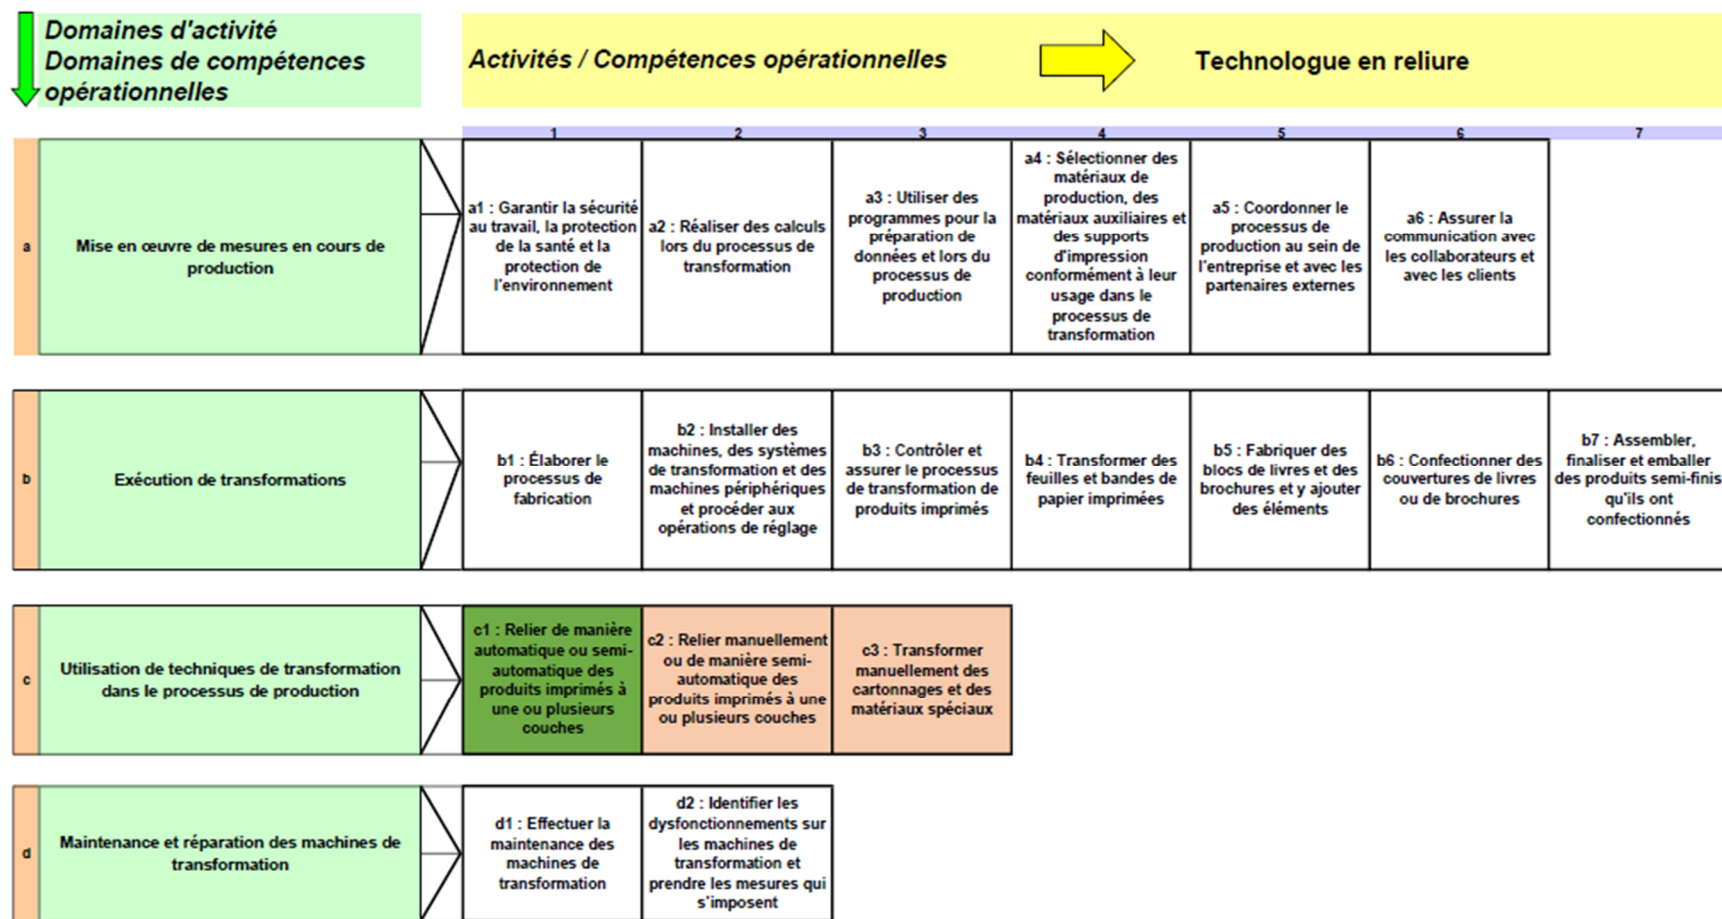 Domaines d'activité
Domaines de compétences
opérationnelles
Activités / Compétences opérationnelles
Technologue en reliure
1 2 3 4 5 6 7
a
Mise en œuvre de mesures en cours de
production
a1 : Garantir la sécurité
au travail, la protection
de la santé et la
protection de
l'environnement
a2 : Réaliser des calculs
lors du processus de
transformation
a3 : Utiliser des
programmes pour la
préparation de
données et lors du
processus de
production
a4 : Sélectionner des
matériaux de
production, des
matériaux auxiliaires et
des supports
d'impression
conformément à leur
usage dans le
processus de
transformation
a5 : Coordonner le
processus de
production au sein de
l'entreprise et avec les
partenaires externes
a6 : Assurer la
communication avec
les collaborateurs et
avec les clients
b
Exécution de transformations
b1 : Élaborer le
processus de
fabrication
b2 : Installer des
machines, des systèmes
de transformation et des
machines périphériques
et procéder aux
opérations de réglage
b3 : Contrôler et
assurer le processus
de transformation de
produits imprimés
b4 : Transformer des
feuilles et bandes de
papier imprimées
b5 : Fabriquer des
blocs de livres et des
brochures et y ajouter
des éléments
b6 : Confectionner des
couvertures de livres
ou de brochures
b7 : Assembler,
finaliser et emballer
des produits semi-finis
qu'ils ont
confectionnés
c
Utilisation de techniques de transformation
dans le processus de production
c1 : Relier de manière
automatique ou semi-
automatique des
produits imprimés à
une ou plusieurs
couches
c2 : Relier manuellement
ou de manière semi-
automatique des
produits imprimés à une
ou plusieurs couches
c3 : Transformer
manuellement des
cartonnages et des
matériaux spéciaux
d
Maintenance et réparation des machines de
transformation
d1 : Effectuer la
maintenance des
machines de
transformation
d2 : Identifier les
dysfonctionnements sur
les machines de
transformation et
prendre les mesures qui
s'imposent